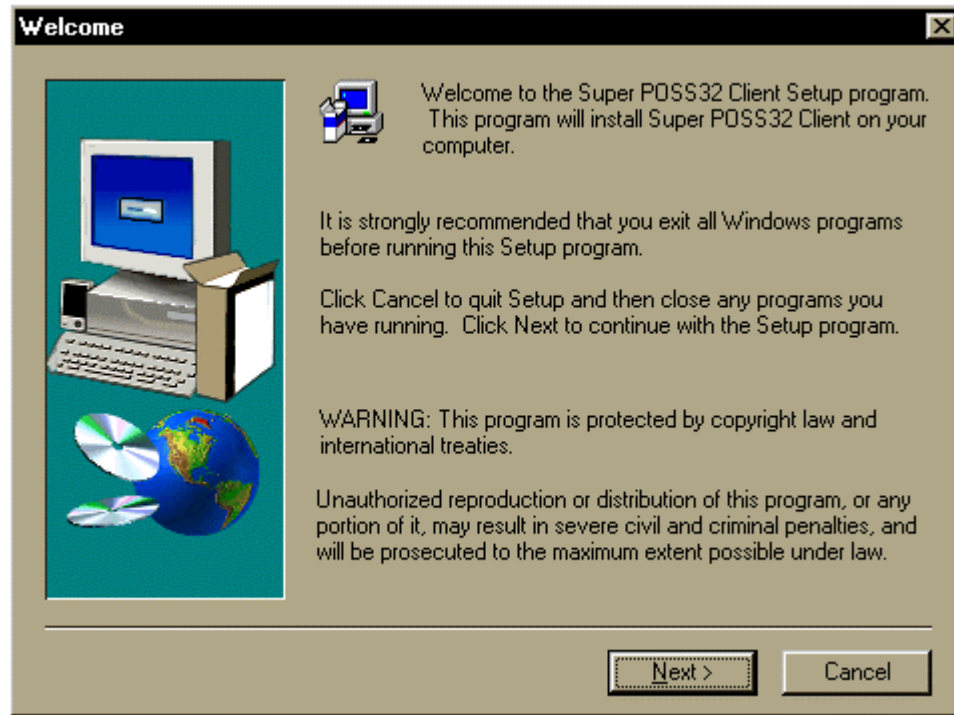 Welcome
Welcome to the Super POSS32 Client Setup program.
This program will install Super POSS32 Client on your
computer.
It is strongly recommended that you exit all Windows programs
before running this Setup program.
Click Cancel to quit Setup and then close any programs you
have running.  Click Next to continue with the Setup program.
WARNING: This program is protected by copyright law and
international treaties.
Unauthorized reproduction or distribution of this program, or any
portion of it, may result in severe civil and criminal penalties, and
will be prosecuted to the maximum extent possible under law.
Next >
Cancel